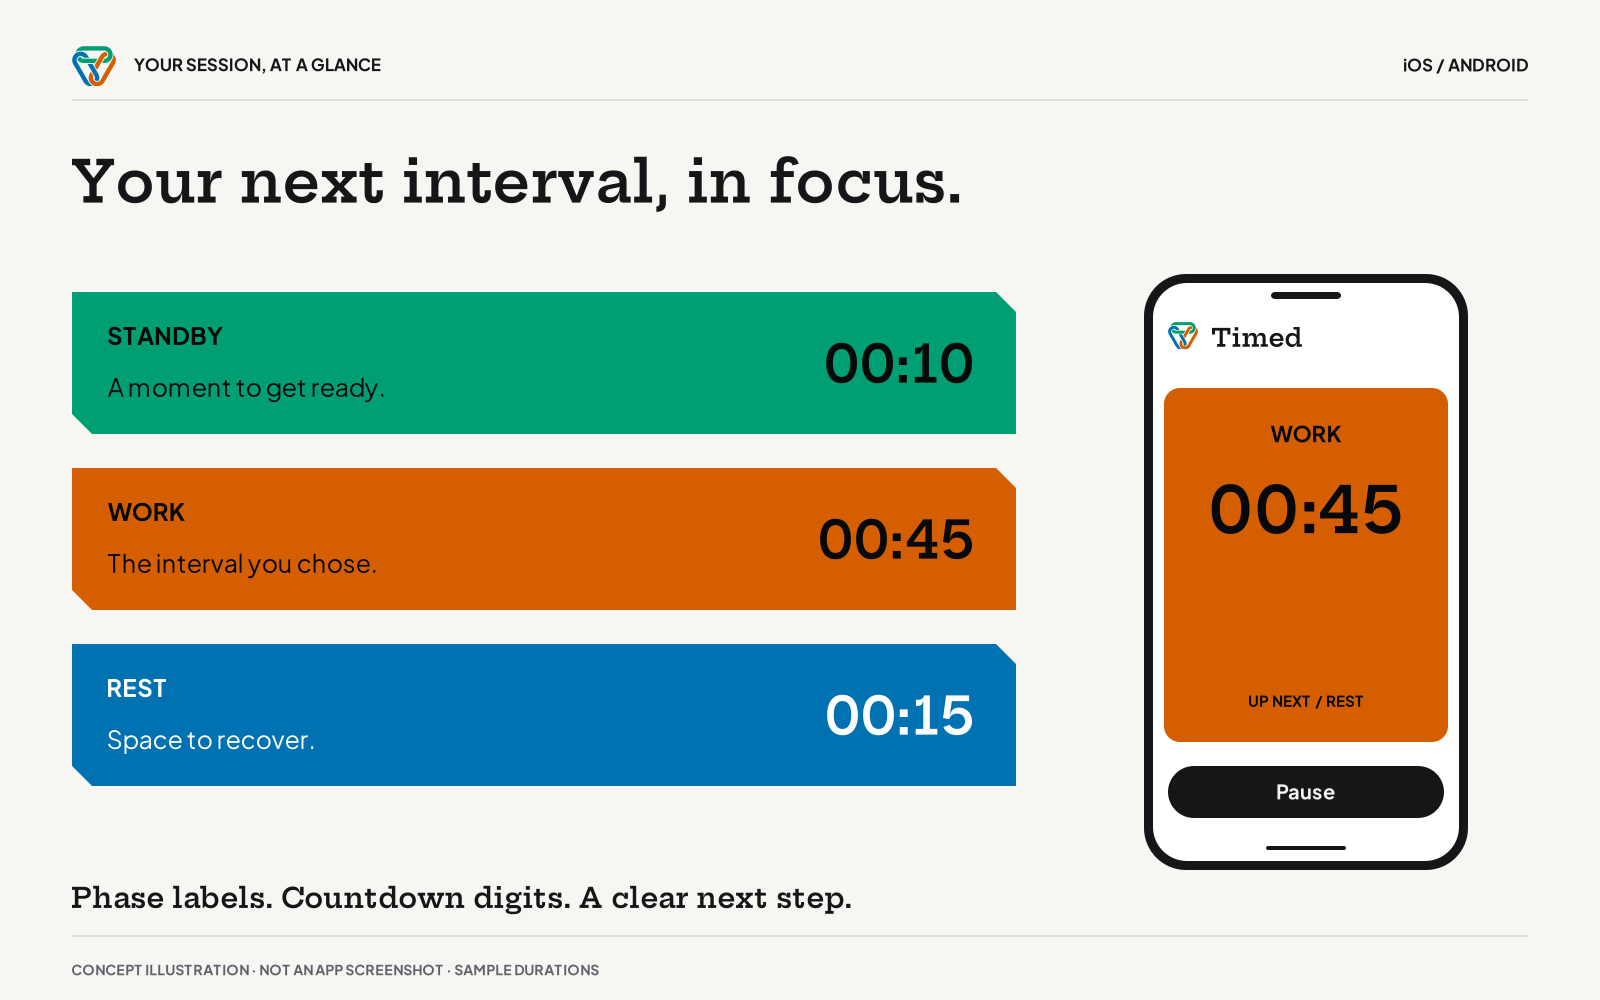 YOUR SESSION, AT A GLANCE
iOS / ANDROID
Your next interval, in focus.
STANDBY
A moment to get ready.
00:10
WORK
The interval you chose.
00:45
REST
Space to recover.
00:15
Timed
WORK
00:45
UP NEXT / REST
Pause
Phase labels. Countdown digits. A clear next step.
CONCEPT ILLUSTRATION · NOT AN APP SCREENSHOT · SAMPLE DURATIONS